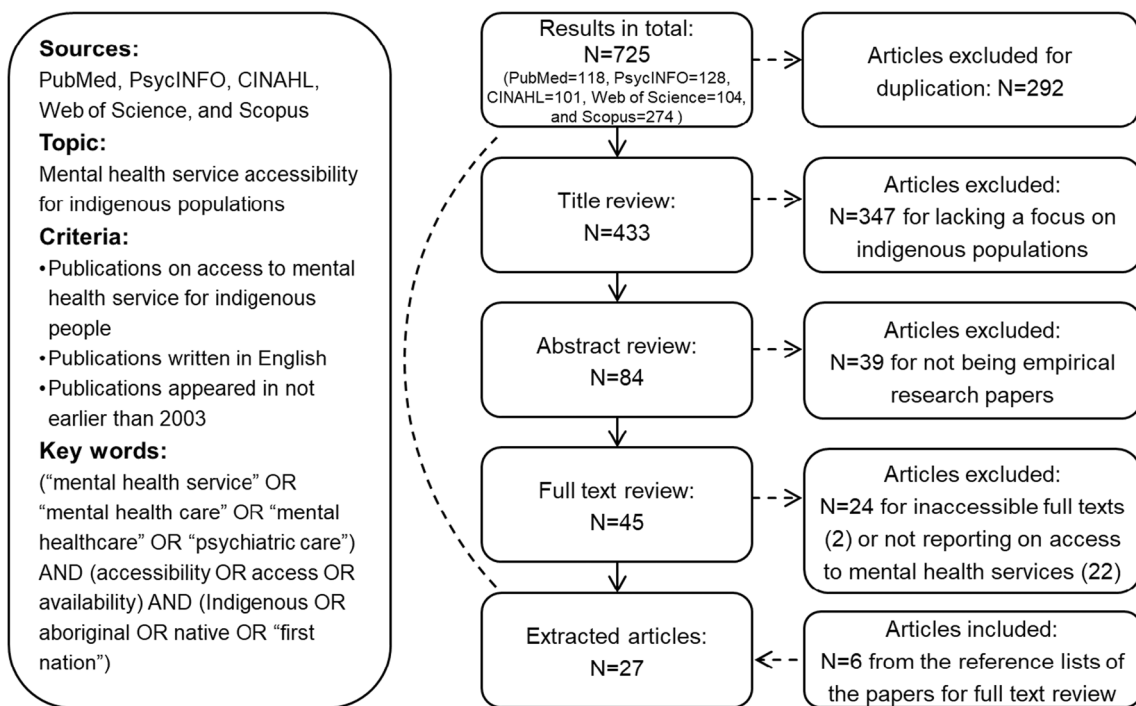 Sources:
PubMed, PsycINFO, CINAHL,
Web of Science, and Scopus
Topic:
Mental health service accessibility
for indigenous populations
Criteria:
•Publications on access to mental
health service for indigenous
people
•Publications written in English
•Publications appeared in not
earlier than 2003
Key words:
(“mental health service” OR
“mental health care” OR “mental
healthcare” OR “psychiatric care”)
AND (accessibility OR access OR
availability) AND (Indigenous OR
aboriginal OR native OR “first
nation”)
Results in total:
N=725
(PubMed=118, PsycINFO=128,
CINAHL=101, Web of Science=104,
and Scopus=274 )
Articles excluded for
duplication: N=292
Title review:
N=433
Articles excluded:
N=347 for lacking a focus on
indigenous populations
Abstract review:
N=84
Articles excluded:
N=39 for not being empirical
research papers
Full text review:
N=45
Articles excluded:
N=24 for inaccessible full texts
(2) or not reporting on access
to mental health services (22)
Extracted articles:
N=27
Articles included:
N=6 from the reference lists of
the papers for full text review